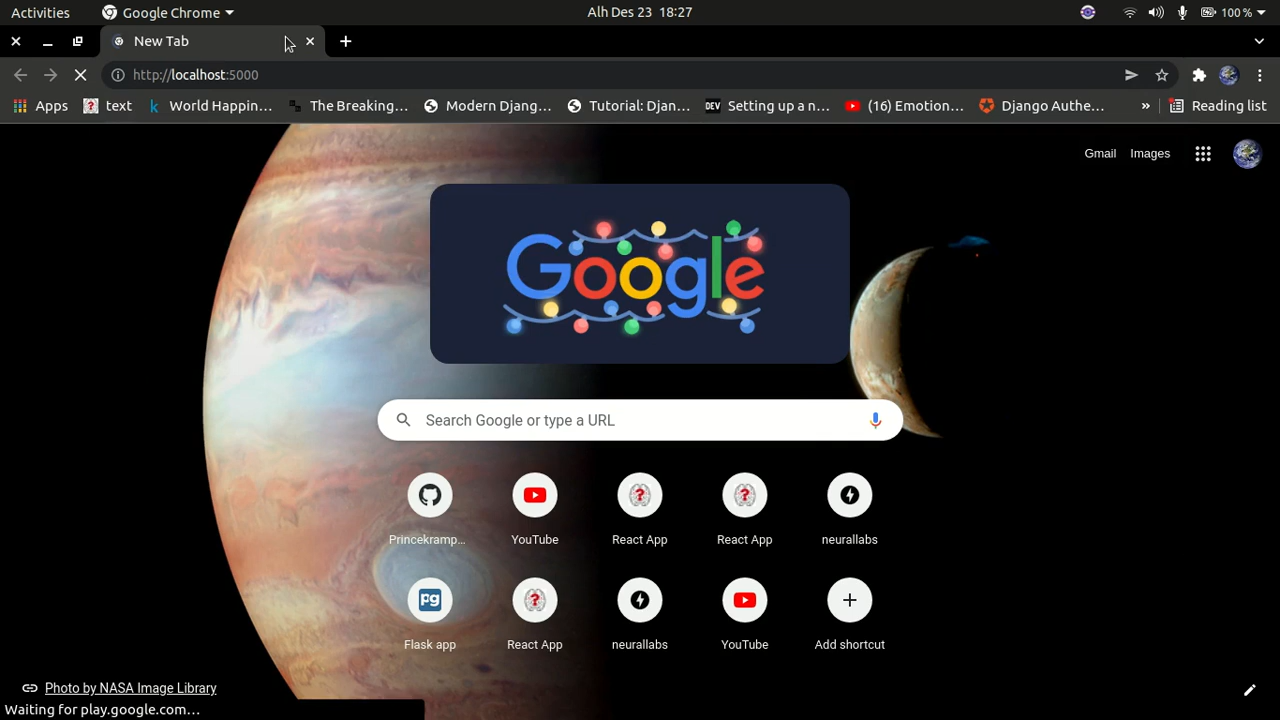 Activities
Google Chrome
Alh Des 23 18:27
100 %
New Tab
http://localhost:5000
Apps
text
World Happin...
The Breaking...
Modern Djang...
Tutorial: Djan...
DEV
Setting up a n...
(16) Emotion...
Django Authe...
»
Reading list
Gmail
Images
Google
Search Google or type a URL
Princekramp...
YouTube
React App
React App
neurallabs
Flask app
React App
neurallabs
YouTube
Add shortcut
Photo by NASA Image Library
Waiting for play.google.com...